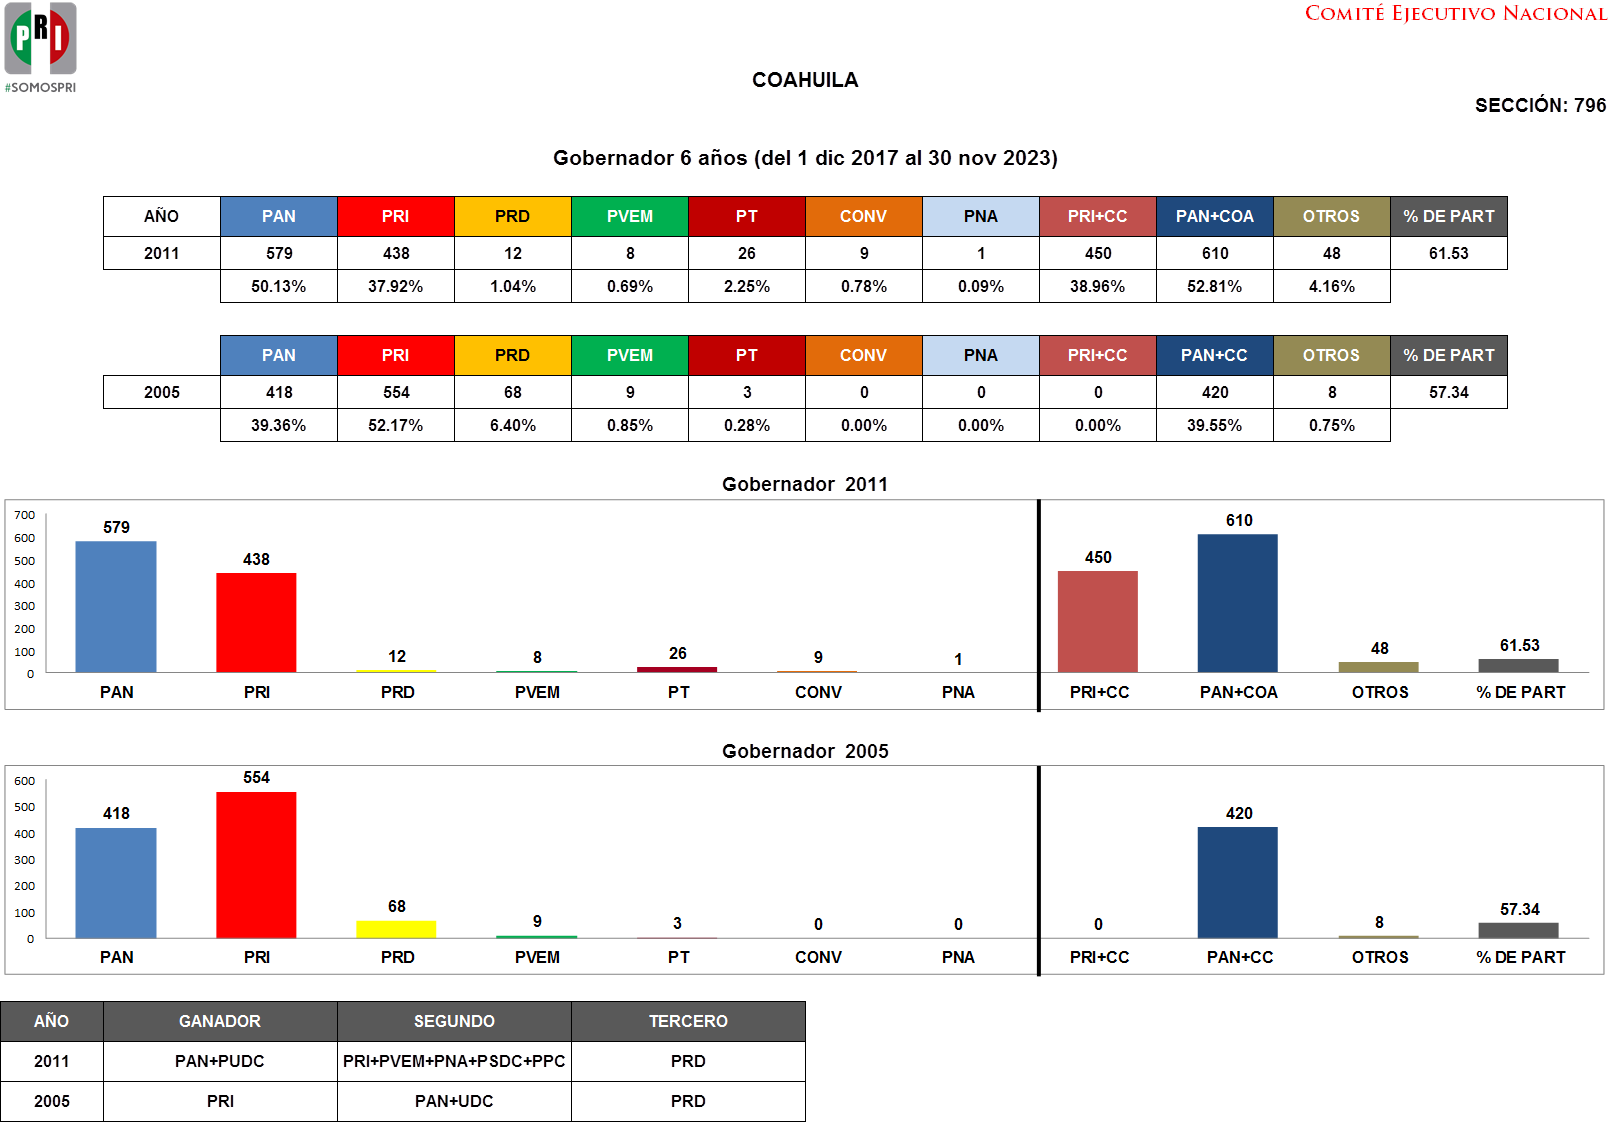 PRI
#SOMOSPRI
COMITÉ EJECUTIVO NACIONAL
COAHUILA
SECCIÓN: 796
Gobernador 6 años (del 1 dic 2017 al 30 nov 2023)
AÑO PAN PRI PRD PVEM PT CONV PNA PRI+CC PAN+COA OTROS % DE PART
2011 579 438 12 8 26 9 1 450 610 48 61.53
50.13% 37.92% 1.04% 0.69% 2.25% 0.78% 0.09% 38.96% 52.81% 4.16%
PAN PRI PRD PVEM PT CONV PNA PRI+CC PAN+CC OTROS % DE PART
2005 418 554 68 9 3 0 0 0 420 8 57.34
39.36% 52.17% 6.40% 0.85% 0.28% 0.00% 0.00% 0.00% 39.55% 0.75%
Gobernador 2011
700
600
500
400
300
200
100
0
579 438 12 8 26 9 1 450 610 48 61.53
PAN PRI PRD PVEM PT CONV PNA PRI+CC PAN+COA OTROS % DE PART
Gobernador 2005
600
500
400
300
200
100
0
418 554 68 9 3 0 0 0 420 8 57.34
PAN PRI PRD PVEM PT CONV PNA PRI+CC PAN+CC OTROS % DE PART
AÑO GANADOR SEGUNDO TERCERO
2011 PAN+PUDC PRI+PVEM+PNA+PSDC+PPC PRD
2005 PRI PAN+UDC PRD